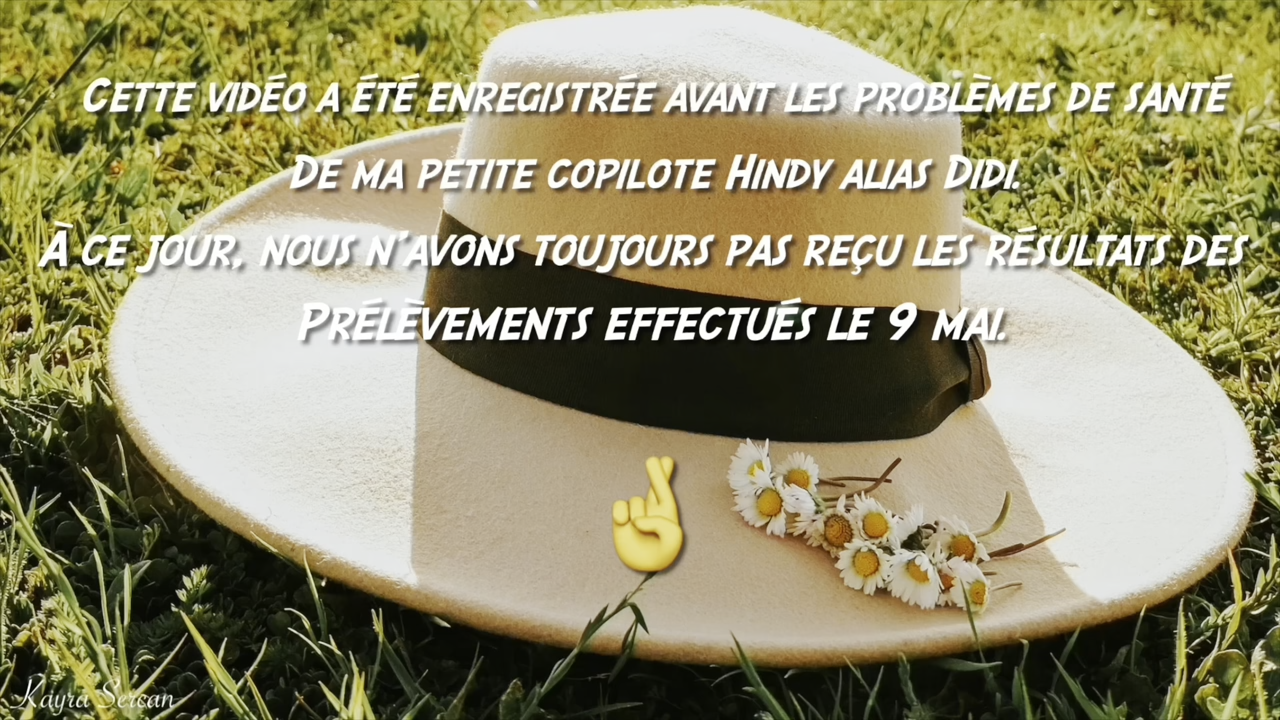 Cette vidéo a été enregistrée avant les problèmes de santé
De ma petite copilote Hindy alias Didi.
À ce jour, nous n'avons toujours pas reçu les résultats des
Prélèvements effectués le 9 mai.
Kayra Sercan